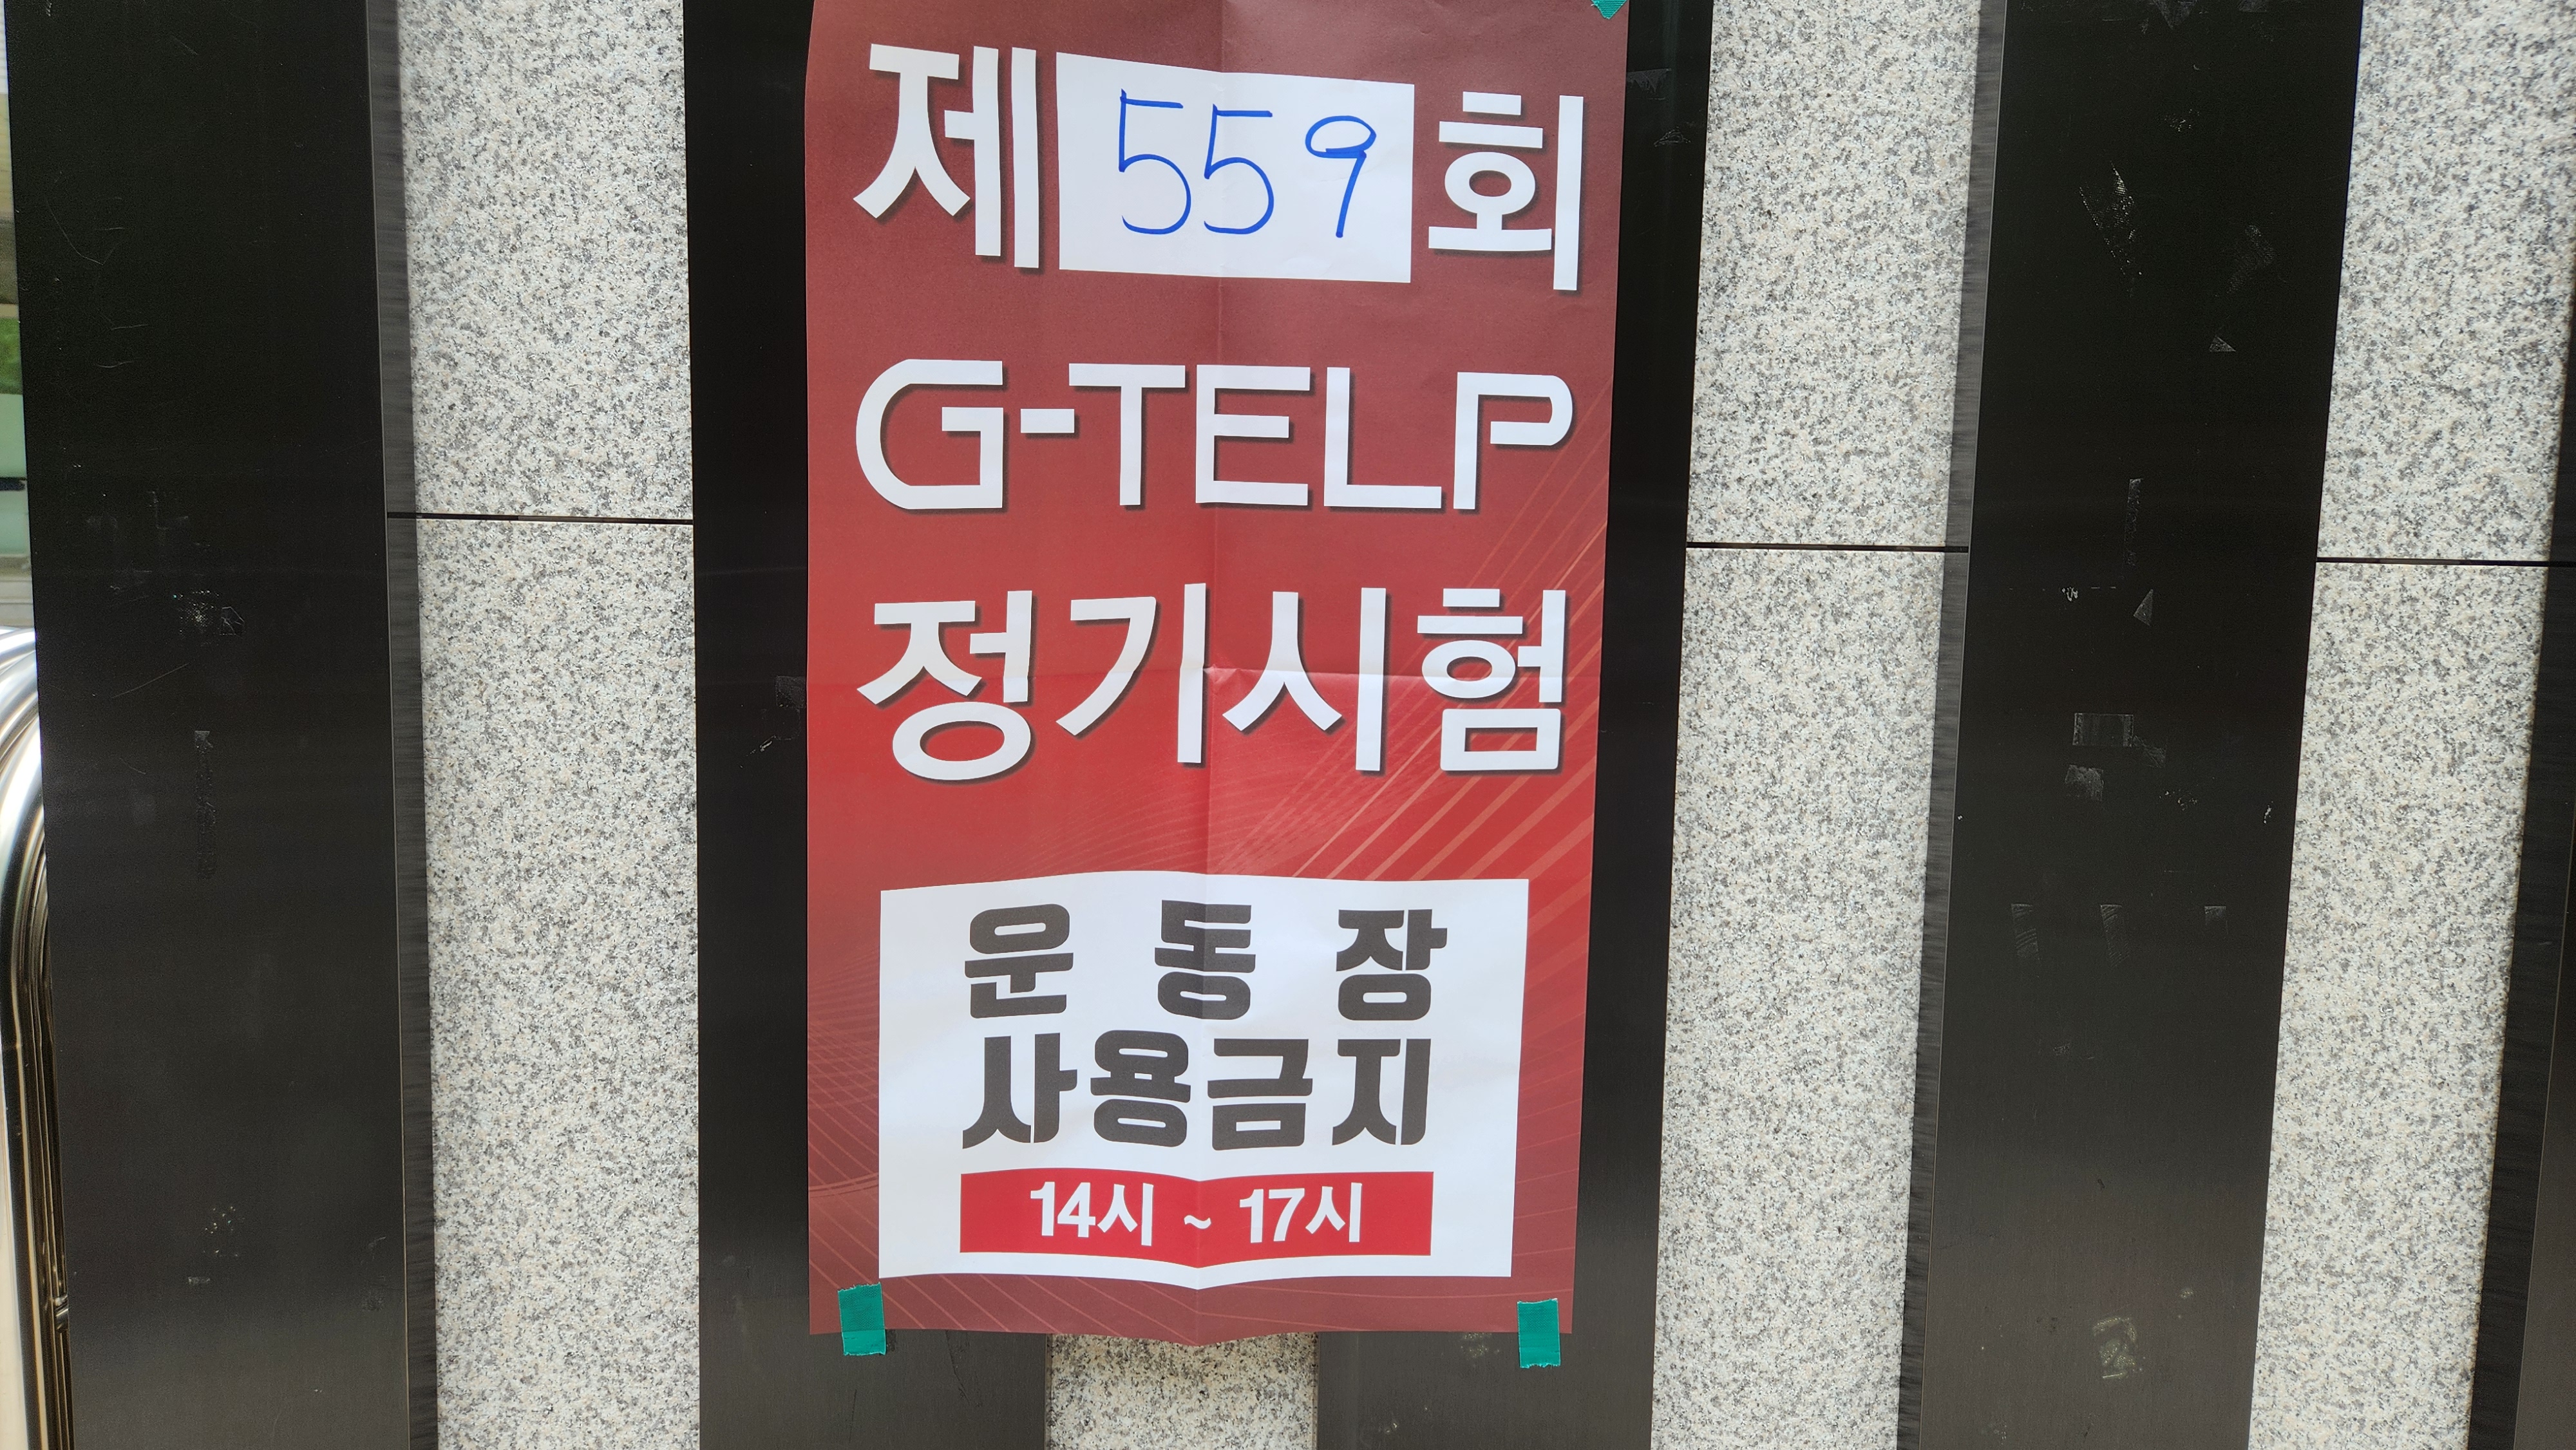 제 559 회
G-TELP
정기시험
운 동 장
사용금지
14시 ~ 17시